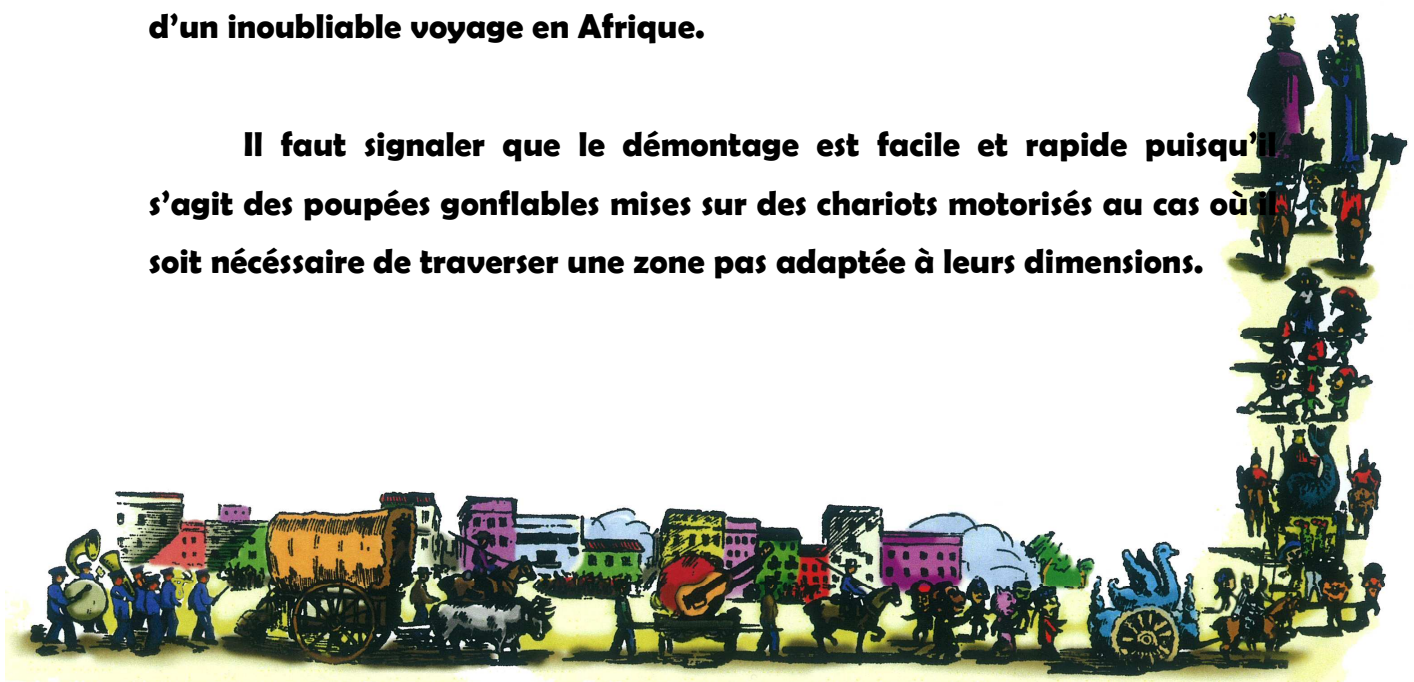 d’un inoubliable voyage en Afrique.
Il faut signaler que le démontage est facile et rapide puisqu’il
s’agit des poupées gonflables mises sur des chariots motorisés au cas où il
soit nécéssaire de traverser une zone pas adaptée à leurs dimensions.